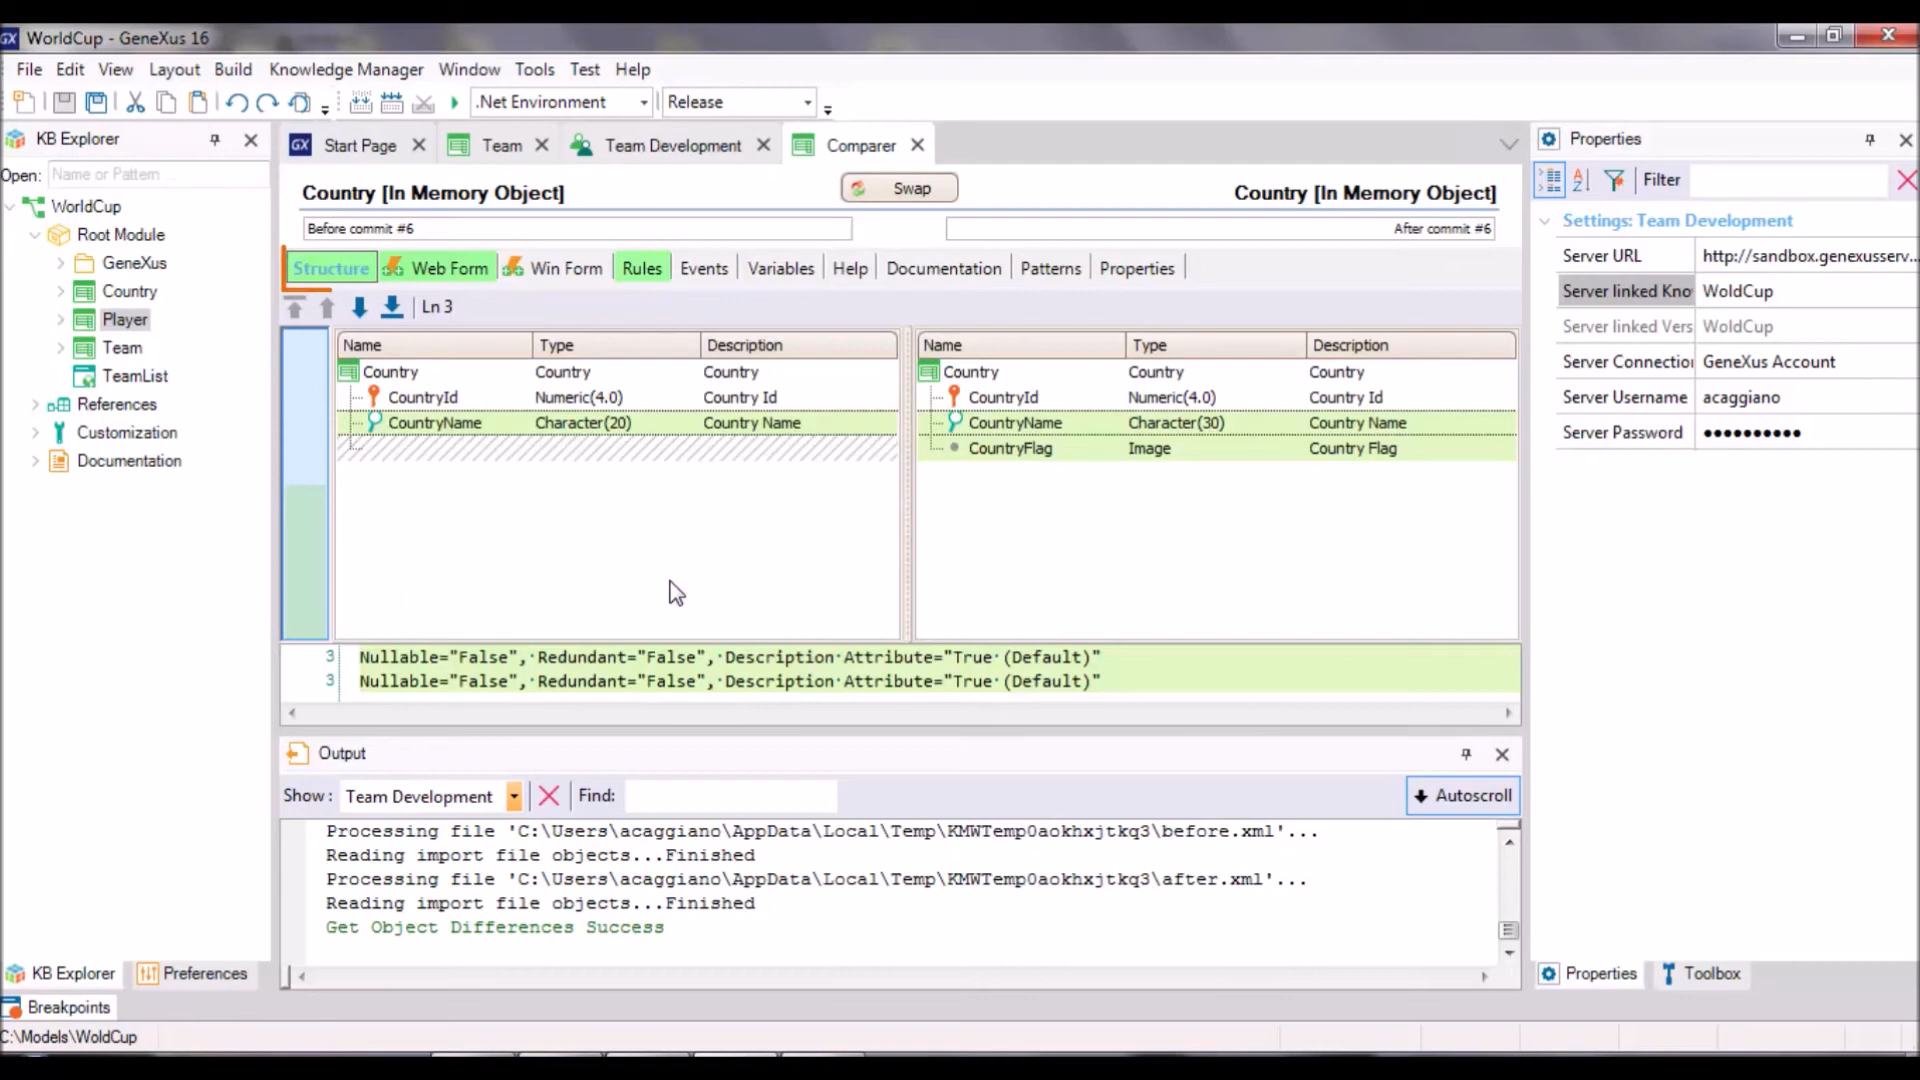 WorldCup - GeneXus 16
File Edit View Layout Build Knowledge Manager Window Tools Test Help
.Net Environment Release
KB Explorer
Open: Name or Pattern ...
WorldCup
Root Module
GeneXus
Country
Player
Team
TeamList
References
Customization
Documentation
KB Explorer Preferences
Start Page Team Team Development Comparer
Country [In Memory Object] Swap Country [In Memory Object]
Before commit #6 After commit #6
Structure Web Form Win Form Rules Events Variables Help Documentation Patterns Properties
Ln 3
Name Type Description
Country Country Country
CountryId Numeric(4.0) Country Id
CountryName Character(20) Country Name
Name Type Description
Country Country Country
CountryId Numeric(4.0) Country Id
CountryName Character(30) Country Name
CountryFlag Image Country Flag
3 Nullable="False",·Redundant="False",·Description·Attribute="True·(Default)"
3 Nullable="False",·Redundant="False",·Description·Attribute="True·(Default)"
Output
Show : Team Development Find: Autoscroll
Processing file 'C:\Users\acaggiano\AppData\Local\Temp\KMWTemp0aokhxjtkq3\before.xml'...
Reading import file objects...Finished
Processing file 'C:\Users\acaggiano\AppData\Local\Temp\KMWTemp0aokhxjtkq3\after.xml'...
Reading import file objects...Finished
Get Object Differences Success
Properties
Filter
Settings: Team Development
Server URL http://sandbox.genexusserv...
Server linked Kno WoldCup
Server linked Vers WoldCup
Server Connection GeneXus Account
Server Username acaggiano
Server Password ●●●●●●●●●●
Properties Toolbox
Breakpoints
C:\Models\WoldCup